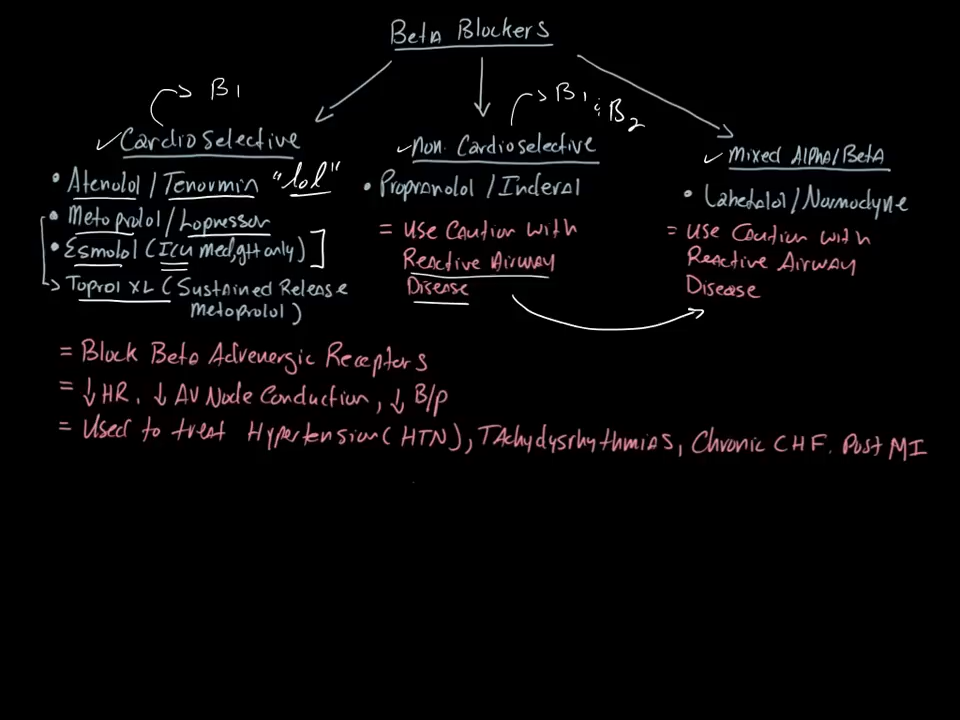 Beta Blockers
B1
B1 & B2
Cardioselective
Non Cardioselective
Mixed Alpha/Beta
• Atenolol/Tenormin "lol"
• Metoprolol/Lopressor
• Esmolol (ICU med, gtt only)
Toprol XL (Sustained Release
Metoprolol)
• Propranolol/Inderal
= Use Caution with
Reactive Airway
Disease
• Labetalol/Normodyne
= Use Caution with
Reactive Airway
Disease
= Block Beta Adrenergic Receptors
= ↓ HR, ↓ AV Node Conduction, ↓ B/P
= Used to treat Hypertension (HTN), Tachydysrhythmias, Chronic CHF. Post MI